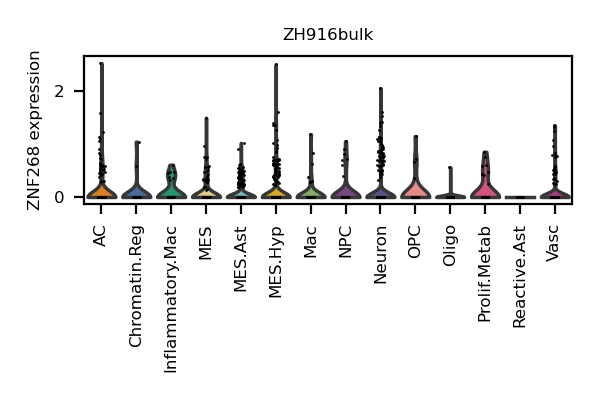 ZH916bulk
ZNF268 expression
2
0
AC
Chromatin.Reg
Inflammatory.Mac
MES
MES.Ast
MES.Hyp
Mac
NPC
Neuron
OPC
Oligo
Prolif.Metab
Reactive.Ast
Vasc